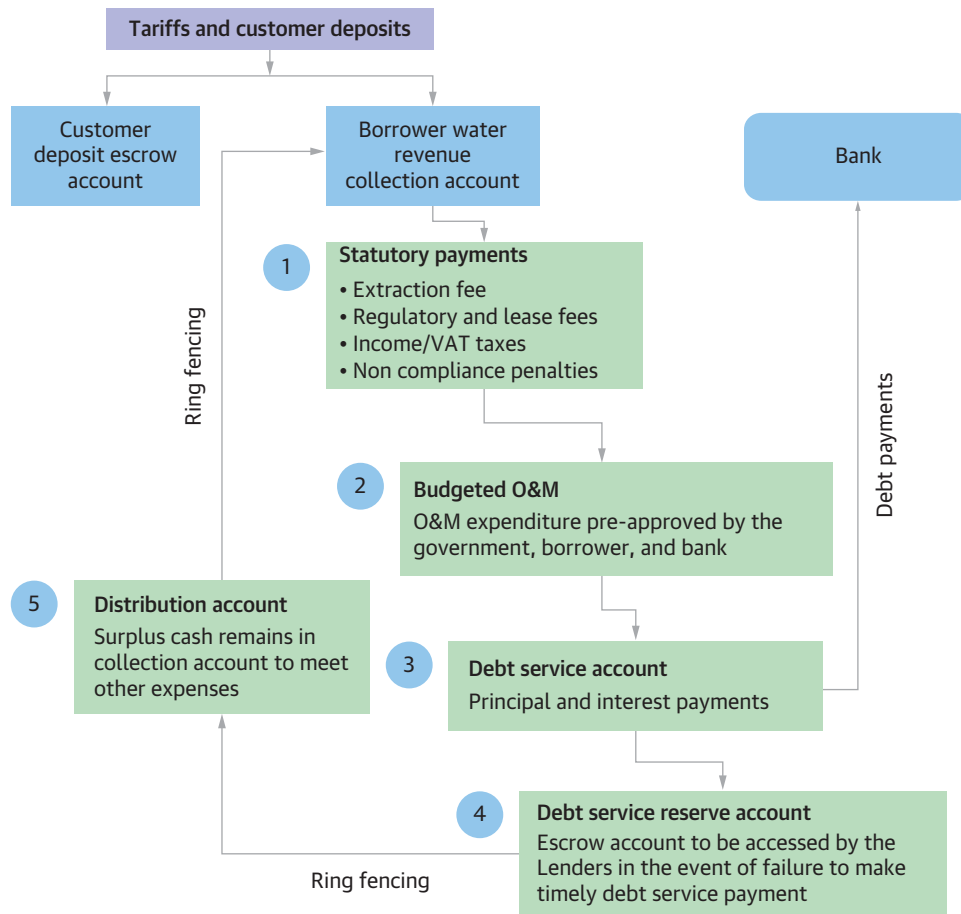 Tariffs and customer deposits
Customer
deposit escrow
account
Borrower water
revenue
collection account
Bank
1
Statutory payments
• Extraction fee
• Regulatory and lease fees
• Income/VAT taxes
• Non compliance penalties
Ring fencing
Debt payments
2
Budgeted O&M
O&M expenditure pre-approved by the
government, borrower, and bank
5
Distribution account
Surplus cash remains in
collection account to meet
other expenses
3
Debt service account
Principal and interest payments
4
Debt service reserve account
Escrow account to be accessed by the
Lenders in the event of failure to make
timely debt service payment
Ring fencing